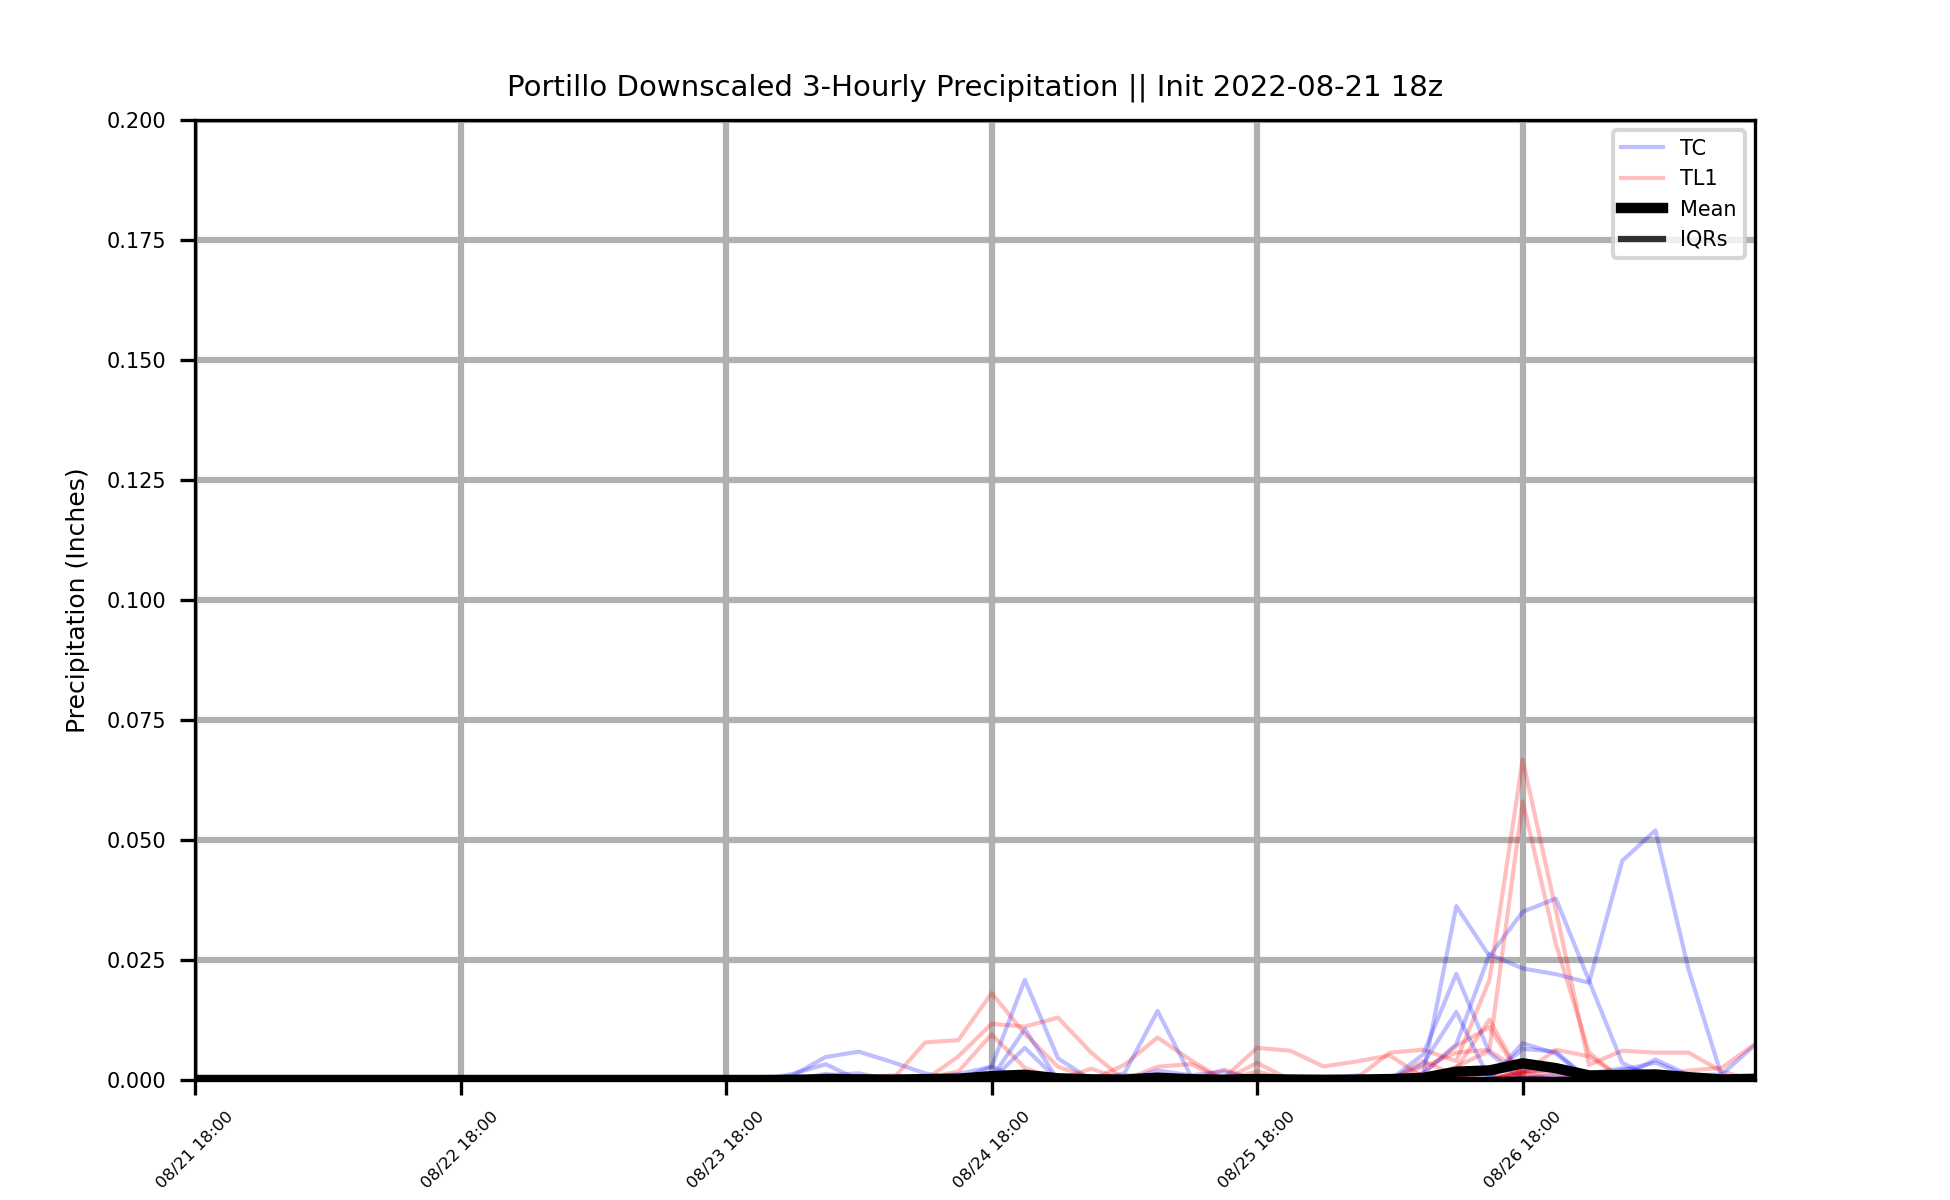 Portillo Downscaled 3-Hourly Precipitation || Init 2022-08-21 18z
0.200
0.175
0.150
0.125
0.100
0.075
0.050
0.025
0.000
Precipitation (Inches)
TC
TL1
Mean
IQRs
08/21 18:00
08/22 18:00
08/23 18:00
08/24 18:00
08/25 18:00
08/26 18:00